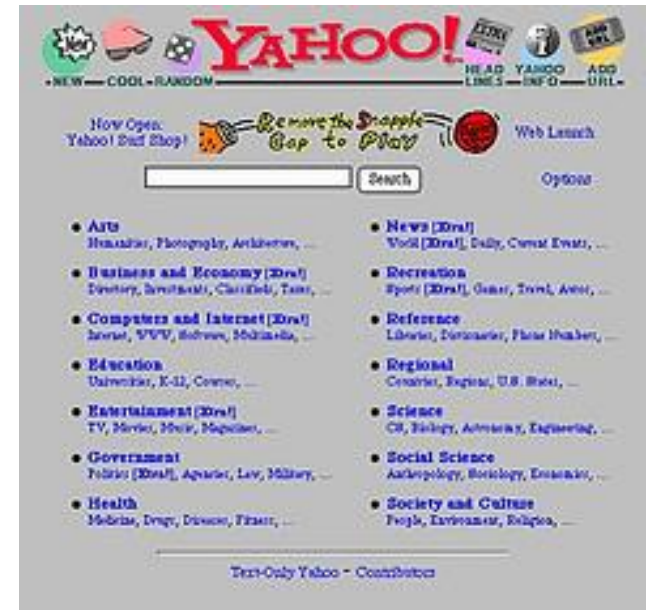 YAHOO!
New
EXTRA
i
ADD URL
NEW COOL RANDOM
HEAD LINES YAHOO INFO ADD URL
Now Open:
Yahoo! Surf Shop!
Remove the Snapple
Cap to Play
Web Launch
Search
Options
Arts
Humanities, Photography, Architecture, ...
Business and Economy [Xtra!]
Directory, Investments, Classifieds, Taxes, ...
Computers and Internet [Xtra!]
Internet, WWW, Software, Multimedia, ...
Education
Universities, K-12, Courses, ...
Entertainment [Xtra!]
TV, Movies, Music, Magazines, ...
Government
Politics [Xtra!], Agencies, Law, Military, ...
Health
Medicine, Drugs, Diseases, Fitness, ...
News [Xtra!]
World [Xtra!], Daily, Current Events, ...
Recreation
Sports [Xtra!], Games, Travel, Autos, ...
Reference
Libraries, Dictionaries, Phone Numbers, ...
Regional
Countries, Regions, U.S. States, ...
Science
CS, Biology, Astronomy, Engineering, ...
Social Science
Anthropology, Sociology, Economics, ...
Society and Culture
People, Environment, Religion, ...
Text-Only Yahoo - Contributors